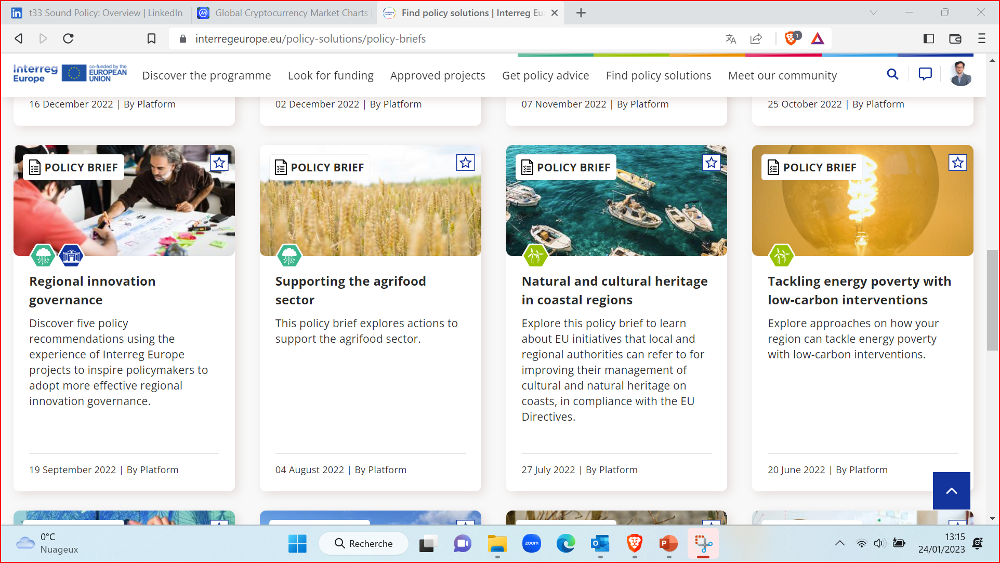 t33 Sound Policy: Overview | LinkedIn
Global Cryptocurrency Market Charts |
Find policy solutions | Interreg Eu
interregeurope.eu/policy-solutions/policy-briefs
1
Interreg
Europe
co-funded by the
EUROPEAN
UNION
Discover the programme
Look for funding
Approved projects
Get policy advice
Find policy solutions
Meet our community
16 December 2022 | By Platform
02 December 2022 | By Platform
07 November 2022 | By Platform
25 October 2022 | By Platform
POLICY BRIEF
Regional innovation
governance
Discover five policy
recommendations using the
experience of Interreg Europe
projects to inspire policymakers to
adopt more effective regional
innovation governance.
19 September 2022 | By Platform
POLICY BRIEF
Supporting the agrifood
sector
This policy brief explores actions to
support the agrifood sector.
04 August 2022 | By Platform
POLICY BRIEF
Natural and cultural heritage
in coastal regions
Explore this policy brief to learn
about EU initiatives that local and
regional authorities can refer to for
improving their management of
cultural and natural heritage on
coasts, in compliance with the EU
Directives.
27 July 2022 | By Platform
POLICY BRIEF
Tackling energy poverty with
low-carbon interventions
Explore approaches on how your
region can tackle energy poverty
with low-carbon interventions.
20 June 2022 | By Platform
0°C
Nuageux
Recherche
zoom
13:15
24/01/2023